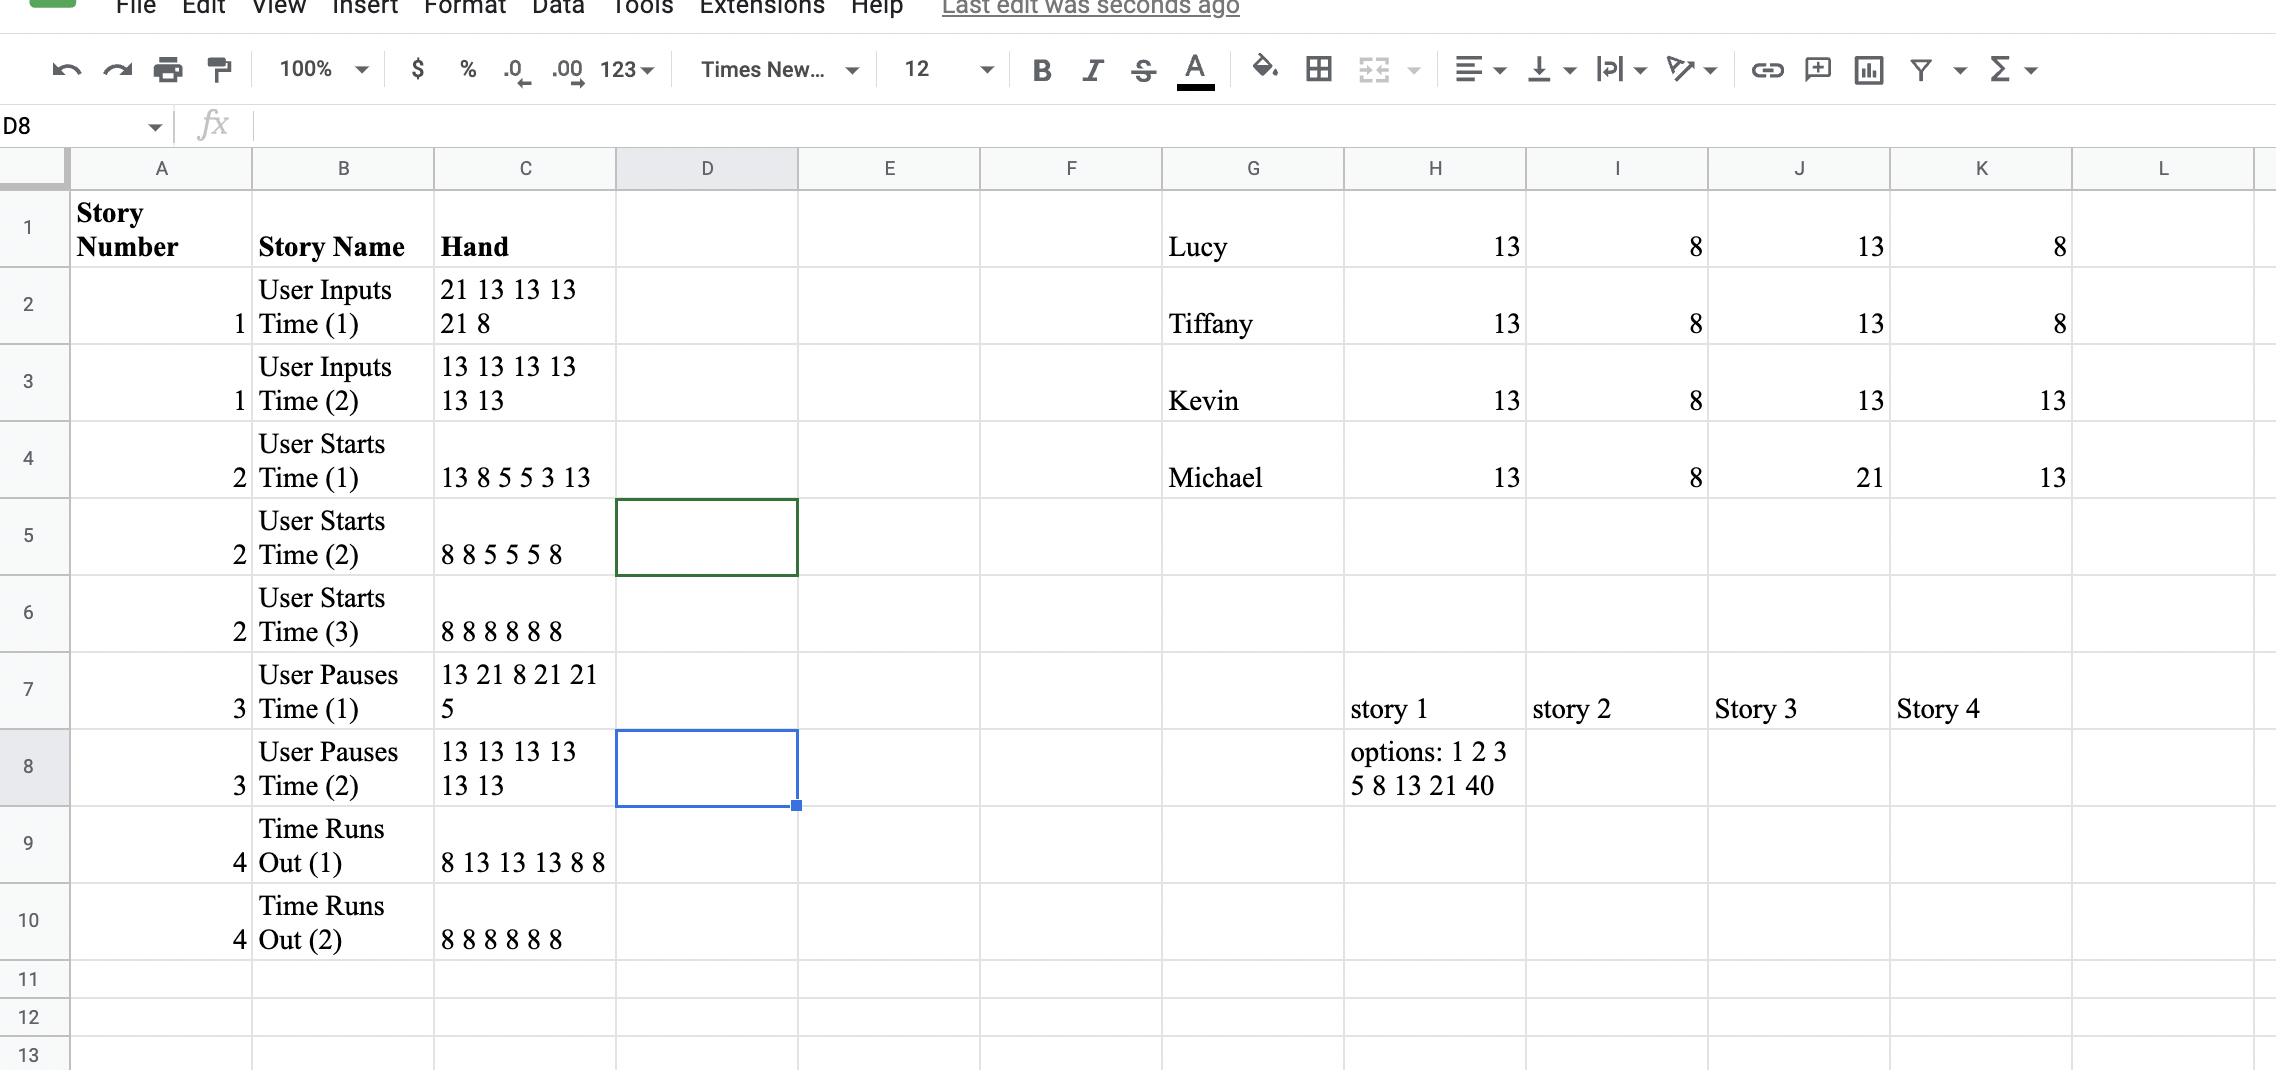 File Edit View Insert Format Data Tools Extensions Help Last edit was seconds ago
100% $ % .0 .00 123 Times New... 12 B I S A
D8 fx
A B C D E F G H I J K L
1 Story Number Story Name Hand Lucy 13 8 13 8
2 1 User Inputs Time (1) 21 13 13 13 21 8 Tiffany 13 8 13 8
3 1 User Inputs Time (2) 13 13 13 13 13 13 Kevin 13 8 13 13
4 2 User Starts Time (1) 13 8 5 5 3 13 Michael 13 8 21 13
5 2 User Starts Time (2) 8 8 5 5 5 8
6 2 User Starts Time (3) 8 8 8 8 8 8
7 3 User Pauses Time (1) 13 21 8 21 21 5 story 1 story 2 Story 3 Story 4
8 3 User Pauses Time (2) 13 13 13 13 13 13 options: 1 2 3 5 8 13 21 40
9 4 Time Runs Out (1) 8 13 13 13 8 8
10 4 Time Runs Out (2) 8 8 8 8 8 8
11
12
13